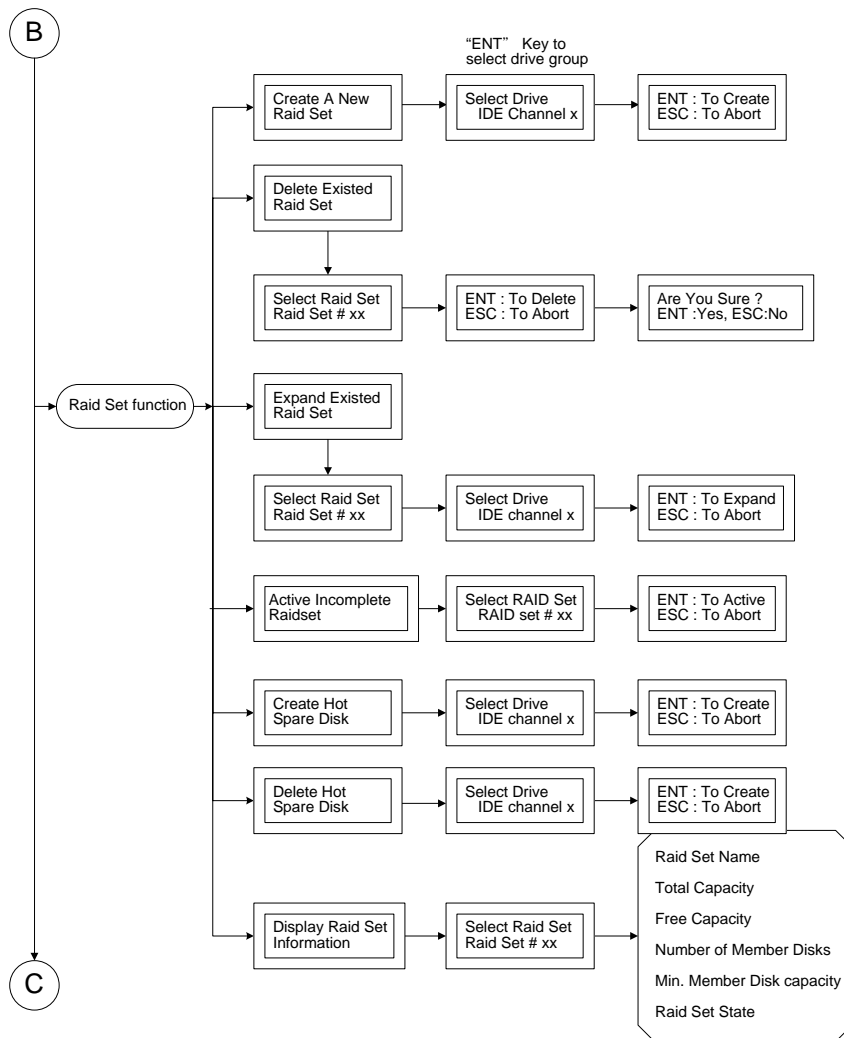 B
“ENT” Key to
select drive group
Create A New
Raid Set
Select Drive
IDE Channel x
ENT : To Create
ESC : To Abort
Delete Existed
Raid Set
Select Raid Set
Raid Set # xx
ENT : To Delete
ESC : To Abort
Are You Sure ?
ENT :Yes, ESC:No
Raid Set function
Expand Existed
Raid Set
Select Raid Set
Raid Set # xx
Select Drive
IDE channel x
ENT : To Expand
ESC : To Abort
Active Incomplete
Raidset
Select RAID Set
RAID set # xx
ENT : To Active
ESC : To Abort
Create Hot
Spare Disk
Select Drive
IDE channel x
ENT : To Create
ESC : To Abort
Delete Hot
Spare Disk
Select Drive
IDE channel x
ENT : To Create
ESC : To Abort
Display Raid Set
Information
Select Raid Set
Raid Set # xx
Raid Set Name
Total Capacity
Free Capacity
Number of Member Disks
Min. Member Disk capacity
Raid Set State
C